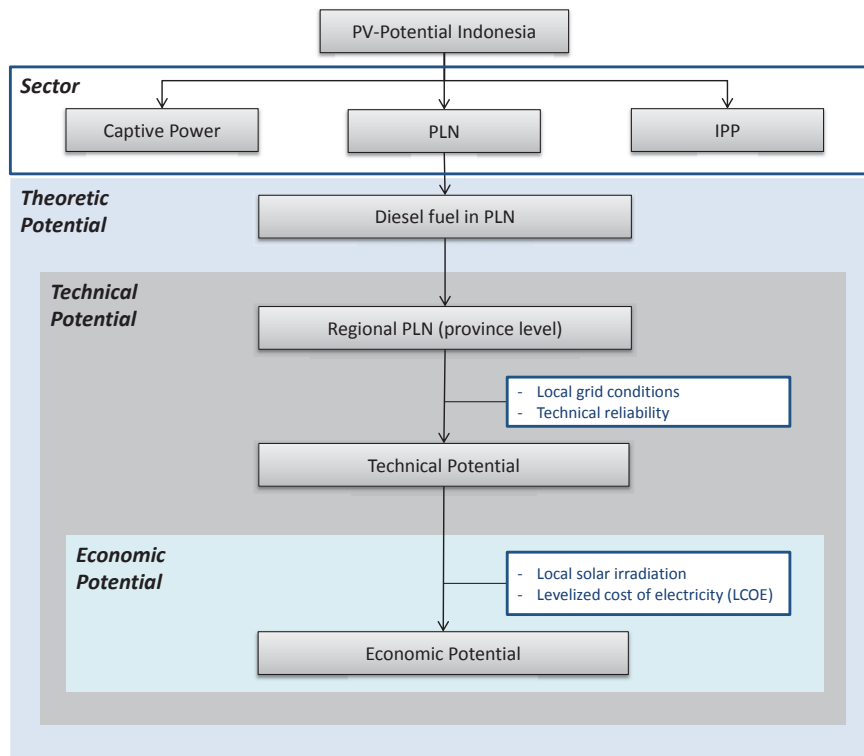 PV-Potential Indonesia
Sector
Captive Power
PLN
IPP
Theoretic
Potential
Diesel fuel in PLN
Technical
Potential
Regional PLN (province level)
- Local grid conditions
- Technical reliability
Technical Potential
Economic
Potential
- Local solar irradiation
- Levelized cost of electricity (LCOE)
Economic Potential